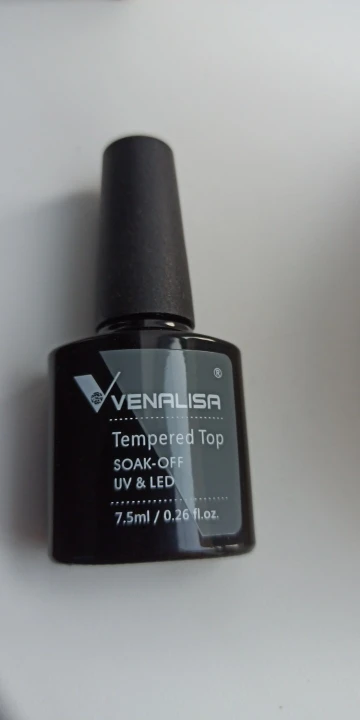 ®
VENALISA
Tempered Top
SOAK-OFF
UV & LED
7.5ml / 0.26 fl.oz.